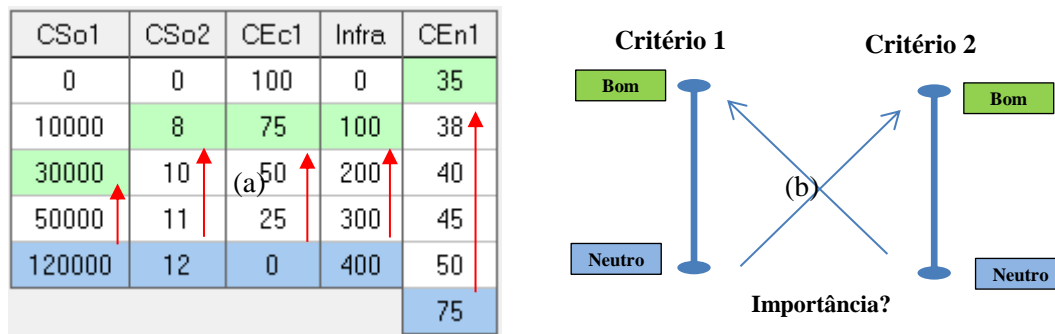 CSo1 CSo2 CEc1 Infra CEn1
0 0 100 0 35
10000 8 75 100 38
30000 10 50 200 40
50000 11 25 300 45
120000 12 0 400 50
75
(a)
Critério 1 Critério 2
Bom Bom
(b)
Neutro Neutro
Importância?